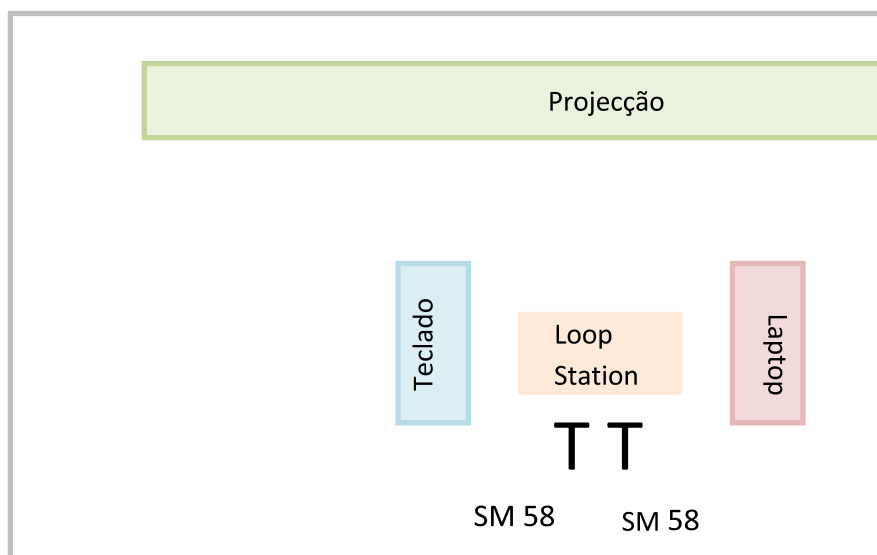 Projecção
Teclado
Loop
Station
Laptop
SM 58
SM 58